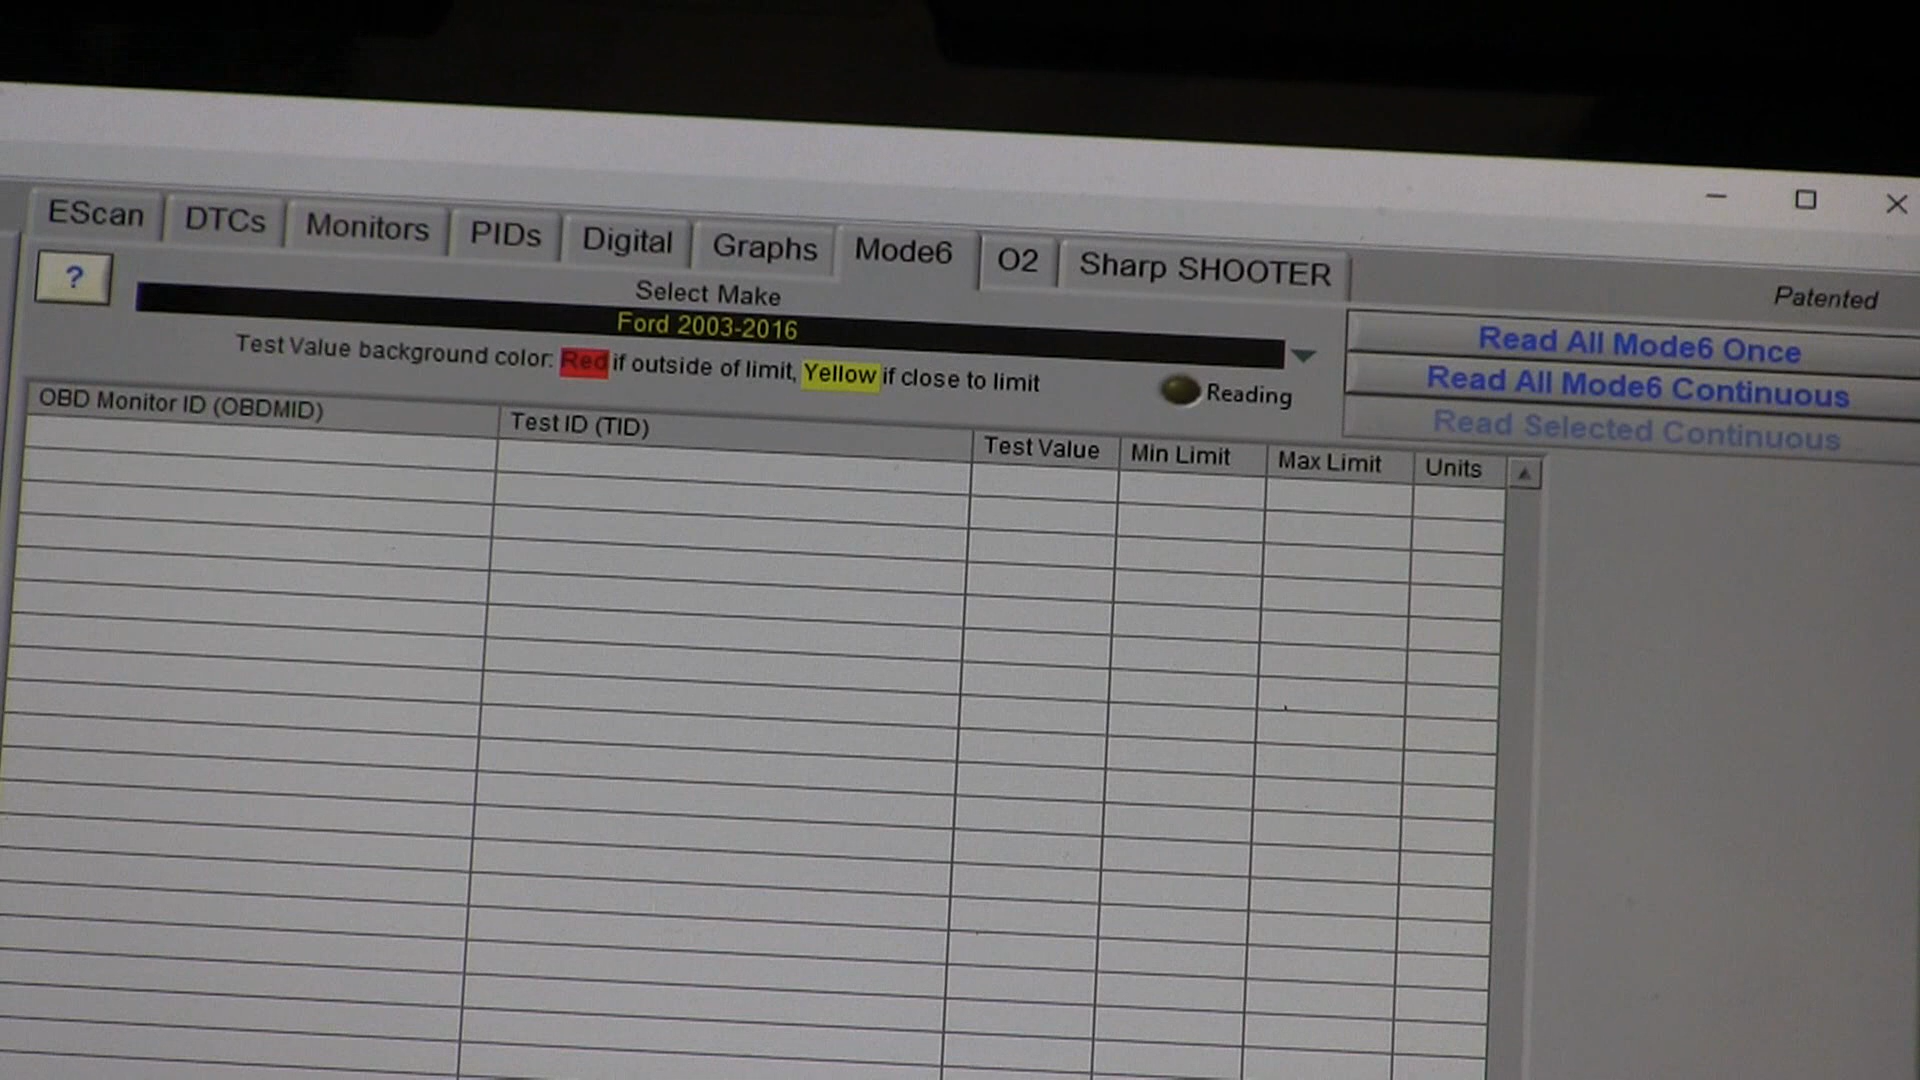 EScan DTCs Monitors PIDs Digital Graphs Mode6 O2 Sharp SHOOTER
Patented
?
Select Make
Ford 2003-2016
Test Value background color: Red if outside of limit, Yellow if close to limit
Reading
Read All Mode6 Once
Read All Mode6 Continuous
Read Selected Continuous
OBD Monitor ID (OBDMID) Test ID (TID) Test Value Min Limit Max Limit Units